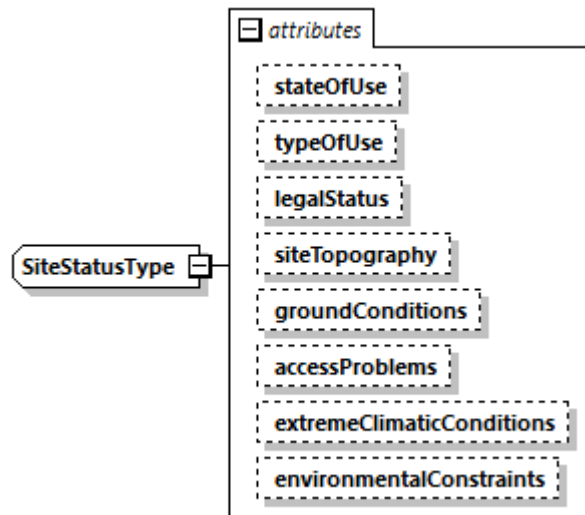 attributes
stateOfUse
typeOfUse
legalStatus
SiteStatusType
siteTopography
groundConditions
accessProblems
extremeClimaticConditions
environmentalConstraints